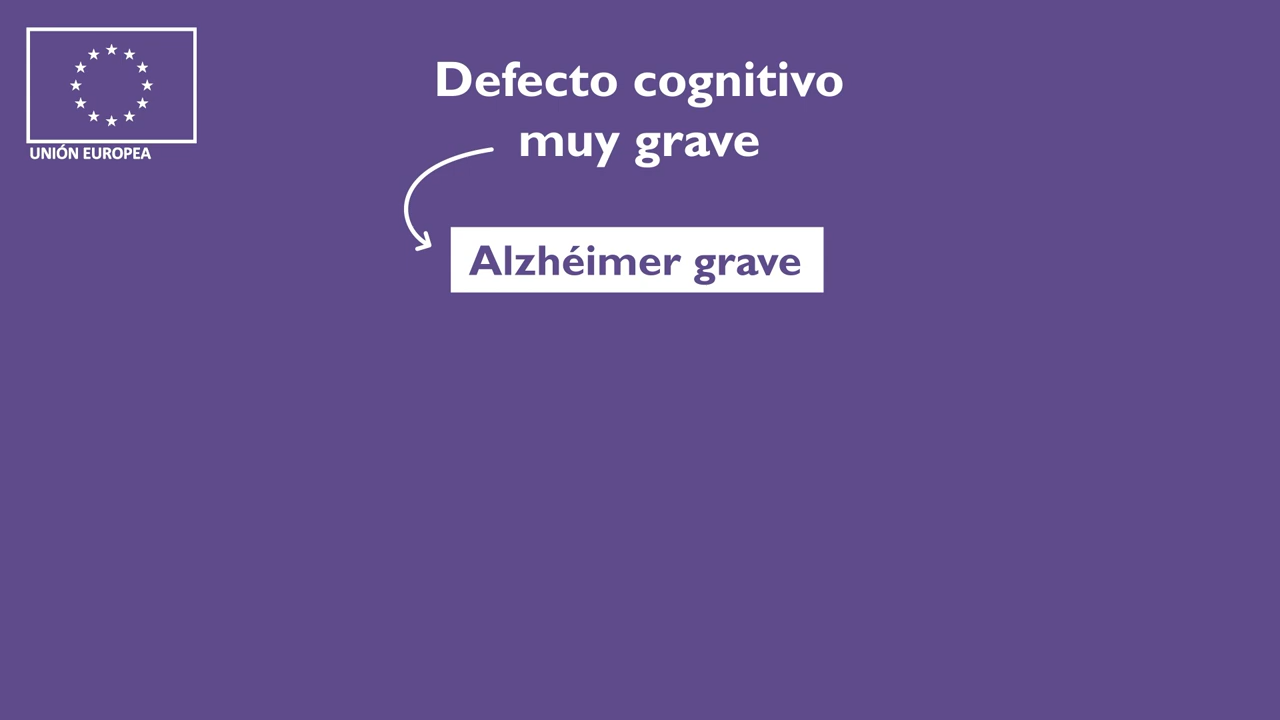 UNIÓN EUROPEA
Defecto cognitivo
muy grave
Alzhéimer grave